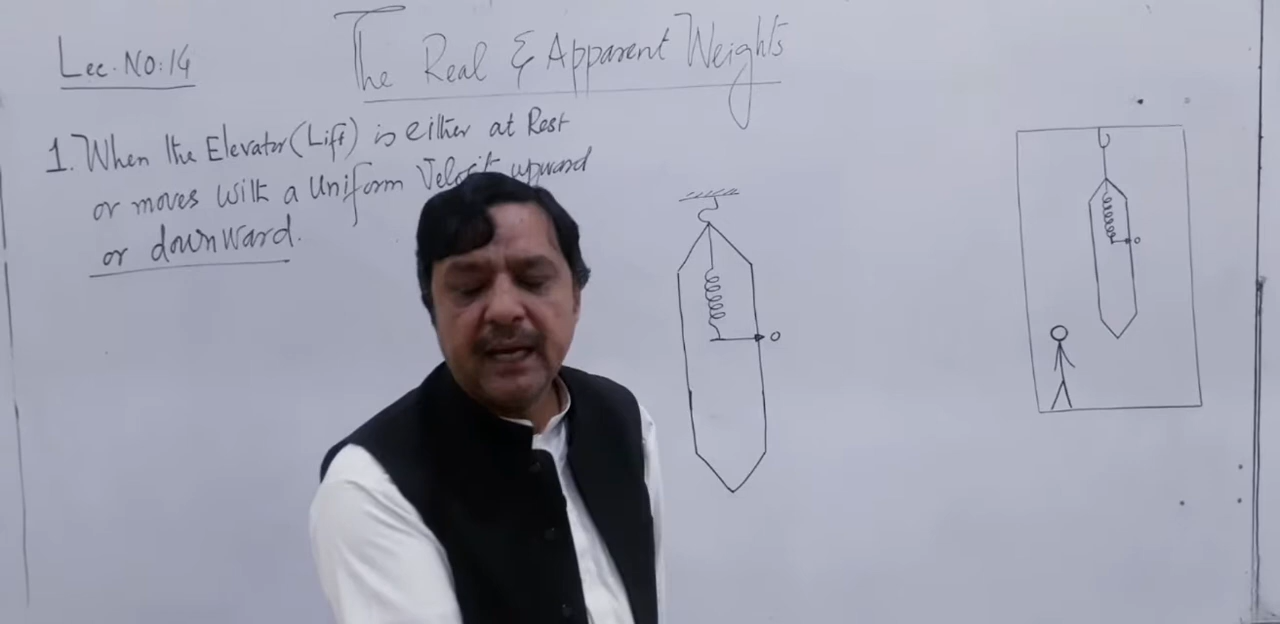 Lec. No: 14
The Real & Apparent Weights
1. When the Elevator (Lift) is either at Rest
or moves with a Uniform upward
or downward.
o
o